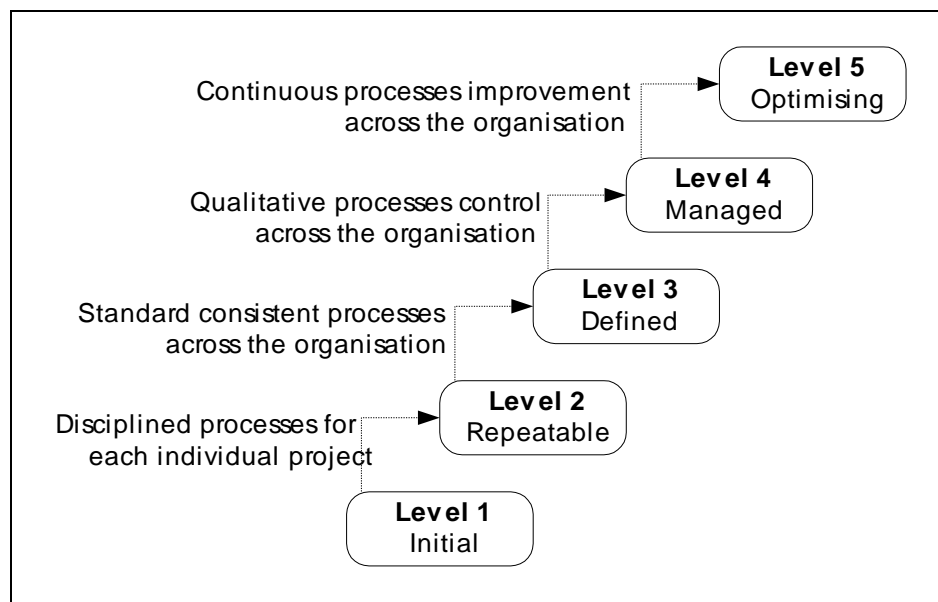 Level 5
Optimising
Continuous processes improvement
across the organisation
Level 4
Managed
Qualitative processes control
across the organisation
Level 3
Defined
Standard consistent processes
across the organisation
Level 2
Repeatable
Disciplined processes for
each individual project
Level 1
Initial